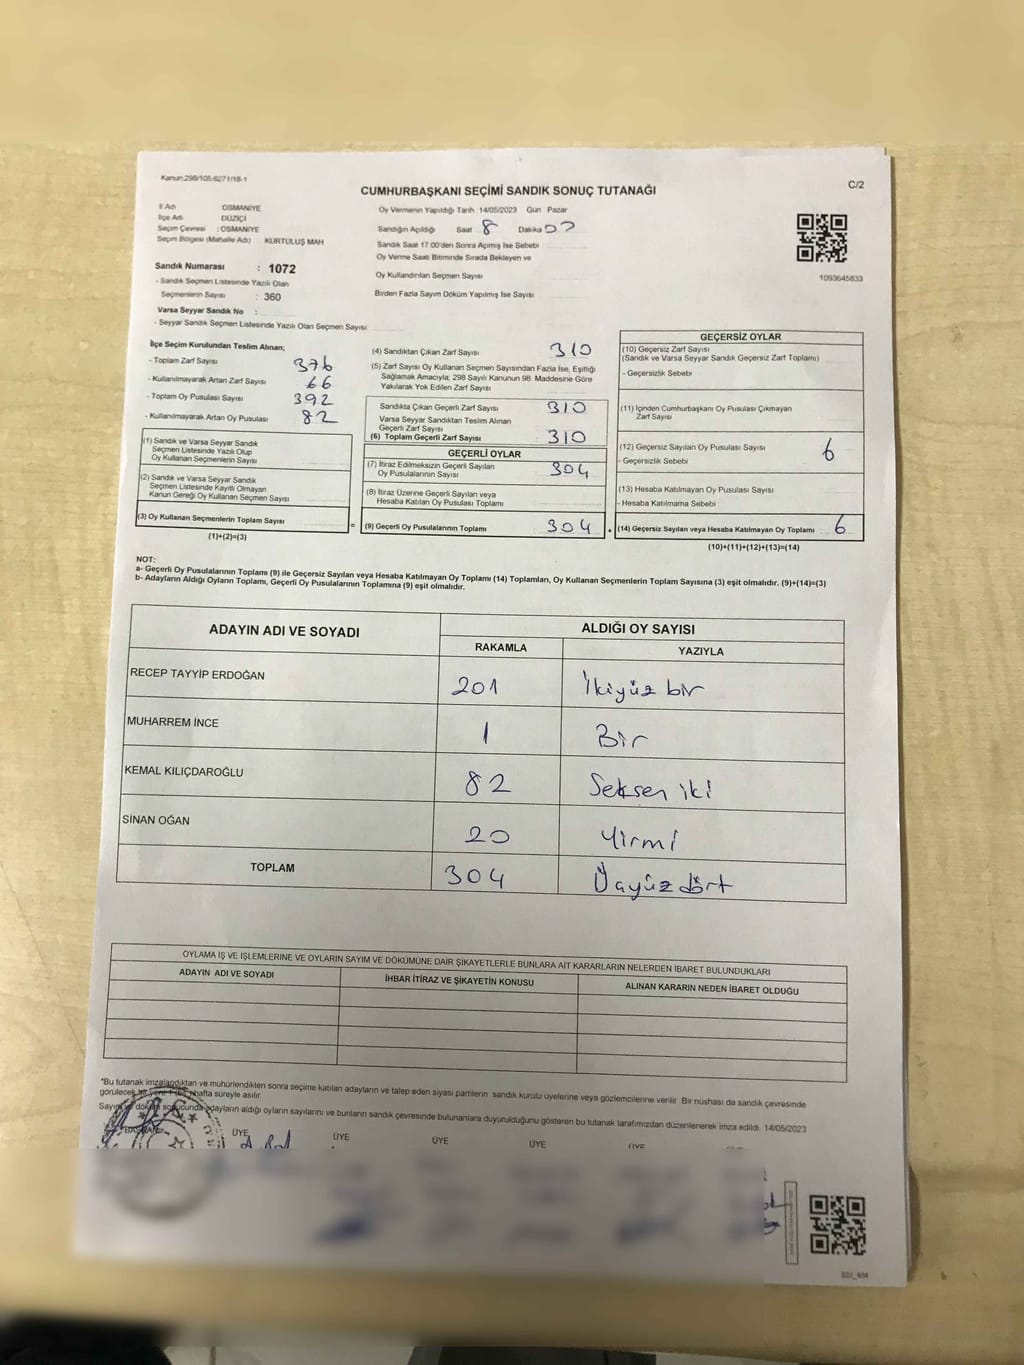 Kanun:298/105:6271/18-1
CUMHURBAŞKANI SEÇİMİ SANDIK SONUÇ TUTANAĞI
C/2
İl Adı OSMANİYE
İlçe Adı DÜZİÇİ
Seçim Çevresi : OSMANİYE
Seçim Bölgesi (Mahalle Adı) KURTULUŞ MAH
Sandık Numarası : 1072
- Sandık Seçmen Listesinde Yazılı Olan
Seçmenlerin Sayısı : 360
Varsa Seyyar Sandık No :
- Seyyar Sandık Listesinde Yazılı Olan Seçmen Sayısı:
Oy Vermenin Yapıldığı Tarih 14/05/2023 Gün Pazar
Sandığın Açıldığı Saat 8 Dakika
Sandık Saat 17:00'den Sonra Açımış İse Sebebi
Oy Verme Saati Bitiminde Sırada Bekleyen ve
Oy Kullandırılan Seçmen Sayısı
Birden Fazla Sayım Döküm Yapılmış İse Sayısı
1093645633
İlçe Seçim Kurulundan Teslim Alınan;
- Toplam Zarf Sayısı 376
- Kullanılmayarak Artan Zarf Sayısı 66
- Toplam Oy Pusulası Sayısı 392
- Kullanılmayarak Artan Oy Pusulası 82
(1) Sandık ve Varsa Seyyar Sandık
Seçmen Listesinde Yazılı Olup
Oy Kullanan Seçmenlerin Sayısı
(2) Sandık ve Varsa Seyyar Sandık
Seçmen Listesinde Kayıtlı Olmayan
Kanun Gereği Oy Kullanan Seçmen Sayısı
(3) Oy Kullanan Seçmenlerin Toplam Sayısı
(1)+(2)=(3)
(4) Sandıktan Çıkan Zarf Sayısı 310
(5) Zarf Sayısı Oy Kullanan Seçmen Sayısından Fazla İse, Eşitliği
Sağlamak Amacıyla; 298 Sayılı Kanunun 98. Maddesine Göre
Yakılarak Yok Edilen Zarf Sayısı
Sandıkta Çıkan Geçerli Zarf Sayısı 310
Varsa Seyyar Sandıktan Teslim Alınan
Geçerli Zarf Sayısı
(6) Toplam Geçerli Zarf Sayısı 310
GEÇERLİ OYLAR
(7) İtiraz Edilmeksizin Geçerli Sayılan
Oy Pusulalarının Sayısı 304
(8) İtiraz Üzerine Geçerli Sayılan veya
Hesaba Katılan Oy Pusulası Toplamı
= (9) Geçerli Oy Pusulalarının Toplamı 304
GEÇERSİZ OYLAR
(10) Geçersiz Zarf Sayısı
(Sandık ve Varsa Seyyar Sandık Geçersiz Zarf Toplamı)
- Geçersizlik Sebebi
(11) İçinden Cumhurbaşkanı Oy Pusulası Çıkmayan
Zarf Sayısı
(12) Geçersiz Sayılan Oy Pusulası Sayısı 6
- Geçersizlik Sebebi
(13) Hesaba Katılmayan Oy Pusulası Sayısı
- Hesaba Katılmama Sebebi
+ (14) Geçersiz Sayılan veya Hesaba Katılmayan Oy Toplamı 6
(10)+(11)+(12)+(13)=(14)
NOT:
a- Geçerli Oy Pusulalarının Toplamı (9) ile Geçersiz Sayılan veya Hesaba Katılmayan Oy Toplamı (14) Toplamları, Oy Kullanan Seçmenlerin Toplam Sayısına (3) eşit olmalıdır. (9)+(14)=(3)
b- Adayların Aldığı Oyların Toplamı, Geçerli Oy Pusulalarının Toplamına (9) eşit olmalıdır.
ADAYIN ADI VE SOYADI ALDIĞI OY SAYISI
RAKAMLA YAZIYLA
RECEP TAYYİP ERDOĞAN 201 İkiyüz bir
MUHARREM İNCE 1 Bir
KEMAL KILIÇDAROĞLU 82 Seksen iki
SİNAN OĞAN 20 Yirmi
TOPLAM 304 Üçyüz dört
OYLAMA İŞ VE İŞLEMLERİNE VE OYLARIN SAYIM VE DÖKÜMÜNE DAİR ŞİKAYETLERLE BUNLARA AİT KARARLARIN NELERDEN İBARET BULUNDUKLARI
ADAYIN ADI VE SOYADI İHBAR İTİRAZ VE ŞİKAYETİN KONUSU ALINAN KARARIN NEDEN İBARET OLDUĞU
"Bu tutanak imzalandıktan ve mühürlendikten sonra seçime katılan adayların ve talep eden siyasi partilerin sandık kurulu üyelerine veya gözlemcilerine verilir. Bir nüshası da sandık çevresinde
görülecek bir yere 1 hafta süreyle asılır.
Sayım ve döküm sonucunda adayların aldığı oyların sayılarını ve bunların sandık çevresinde bulunanlara duyurulduğunu gösteren bu tutanak tarafımızdan düzenlenerek imza edildi. 14/05/2023
BAŞKAN ÜYE ÜYE ÜYE ÜYE ÜYE